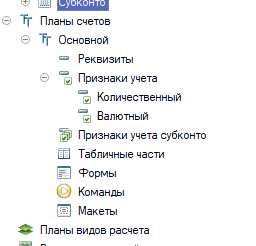 Субконто
Планы счетов
Основной
Реквизиты
Признаки учета
Количественный
Валютный
Признаки учета субконто
Табличные части
Формы
Команды
Макеты
Планы видов расчета